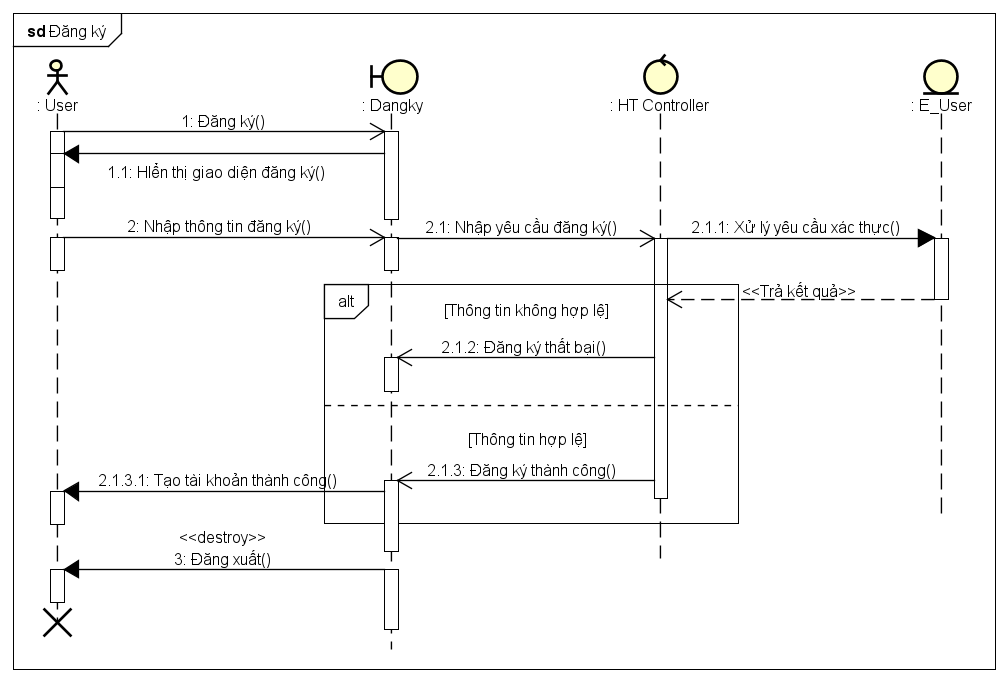 sd Đăng ký
: User
: Dangky
: HT Controller
: E_User
1: Đăng ký()
1.1: HIển thị giao diện đăng ký()
2: Nhập thông tin đăng ký()
2.1: Nhập yêu cầu đăng ký()
2.1.1: Xử lý yêu cầu xác thực()
<<Trả kết quả>>
alt
[Thông tin không hợp lệ]
2.1.2: Đăng ký thất bại()
[Thông tin hợp lệ]
2.1.3: Đăng ký thành công()
2.1.3.1: Tạo tài khoản thành công()
<<destroy>>
3: Đăng xuất()